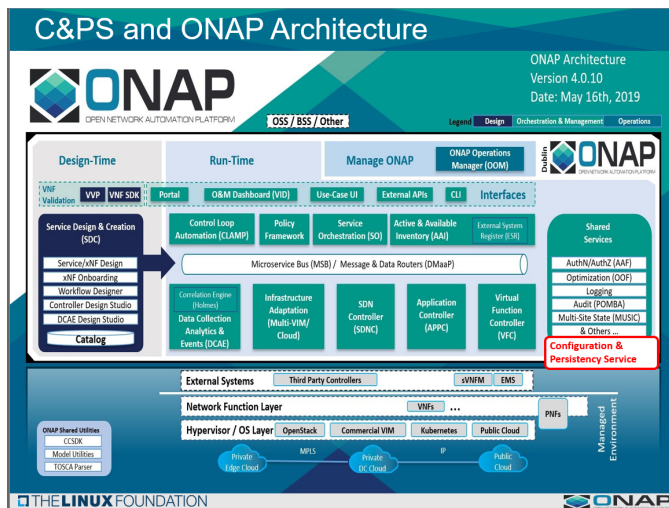 C&PS and ONAP Architecture
ONAP Architecture
Version 4.0.10
Date: May 16th, 2019
ONAP
OPEN NETWORK AUTOMATION PLATFORM
OSS / BSS / Other
Legend Design Orchestration & Management Operations
Design-Time
Run-Time
Manage ONAP
ONAP Operations
Manager (OOM)
Dublin
ONAP
OPEN NETWORK AUTOMATION PLATFORM
VNF
Validation
VVP
VNF SDK
Portal
O&M Dashboard (VID)
Use-Case UI
External APIs
CLI
Interfaces
Service Design & Creation
(SDC)
Service/xNF Design
xNF Onboarding
Workflow Designer
Controller Design Studio
DCAE Design Studio
Catalog
Control Loop
Automation (CLAMP)
Policy
Framework
Service
Orchestration (SO)
Active & Available
Inventory (AAI)
External System
Register (ESR)
Microservice Bus (MSB) / Message & Data Routers (DMaaP)
Correlation Engine
(Holmes)
Data Collection
Analytics &
Events (DCAE)
Infrastructure
Adaptation
(Multi-VIM/
Cloud)
SDN
Controller
(SDNC)
Application
Controller
(APPC)
Virtual
Function
Controller
(VFC)
Shared
Services
AuthN/AuthZ (AAF)
Optimization (OOF)
Logging
Audit (POMBA)
Multi-Site State (MUSIC)
& Others ...
Configuration &
Persistency Service
External Systems
Third Party Controllers
sVNFM
EMS
Network Function Layer
VNFs
...
PNFs
Hypervisor / OS Layer
OpenStack
Commercial VIM
Kubernetes
Public Cloud
Private
Edge Cloud
MPLS
Private
DC Cloud
IP
Public
Cloud
Managed
Environment
ONAP Shared Utilities
CCSDK
Model Utilities
TOSCA Parser
THE LINUX FOUNDATION
ONAP